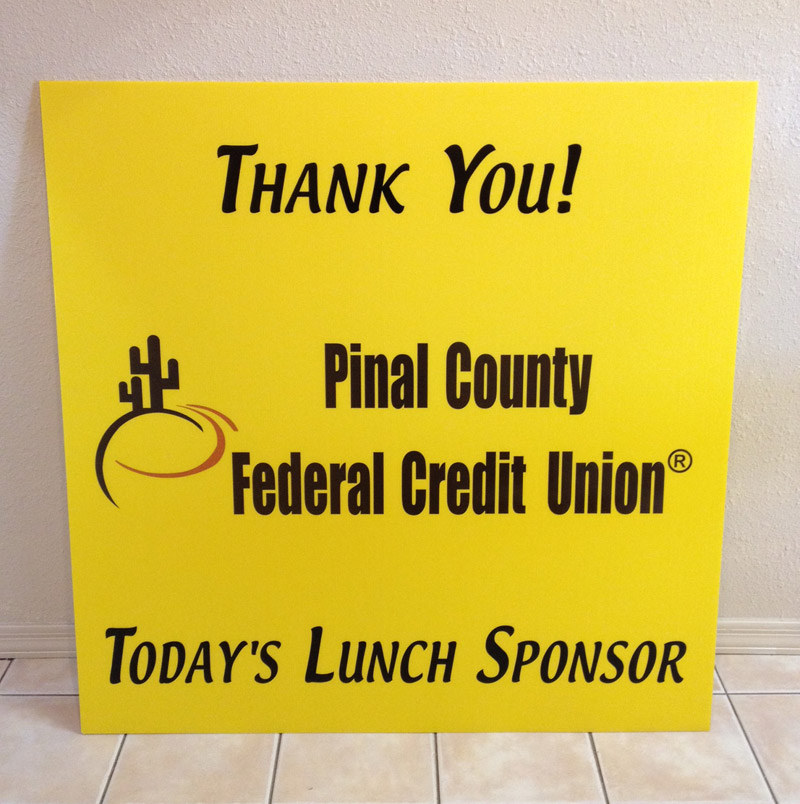 Thank You!
Pinal County
Federal Credit Union®
Today's Lunch Sponsor